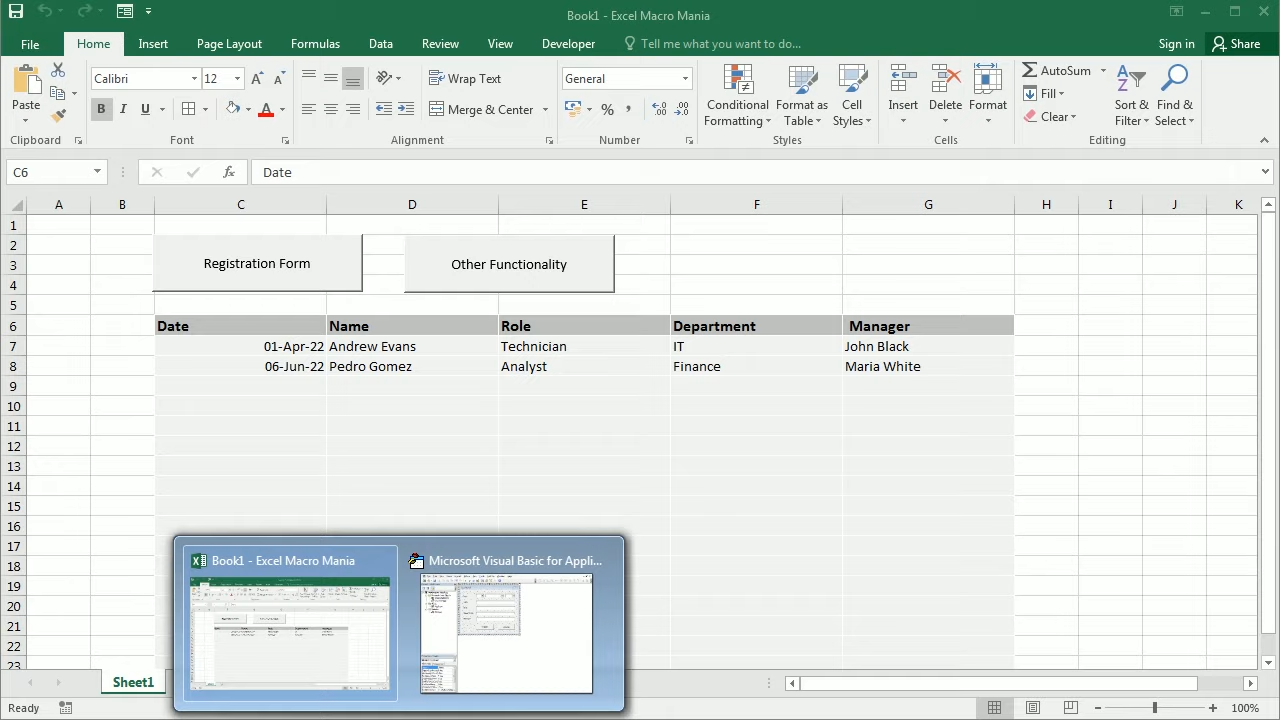 Book1 - Excel Macro Mania
File Home Insert Page Layout Formulas Data Review View Developer Tell me what you want to do... Sign in Share
Paste
Clipboard
Calibri 12
B I U
A
Font
Wrap Text
Merge & Center
Alignment
General
%
Number
Conditional Formatting
Format as Table
Cell Styles
Styles
Insert
Delete
Format
Cells
AutoSum
Fill
Clear
Sort & Filter
Find & Select
Editing
C6 fx Date
A B C D E F G H I J K
1
2
3
4
Registration Form Other Functionality
5
6 Date Name Role Department Manager
7 01-Apr-22 Andrew Evans Technician IT John Black
8 06-Jun-22 Pedro Gomez Analyst Finance Maria White
9
10
11
12
13
14
15
16
17
18
19
20
21
22
23
Book1 - Excel Macro Mania
Microsoft Visual Basic for Appli...
Sheet1
Ready 100%